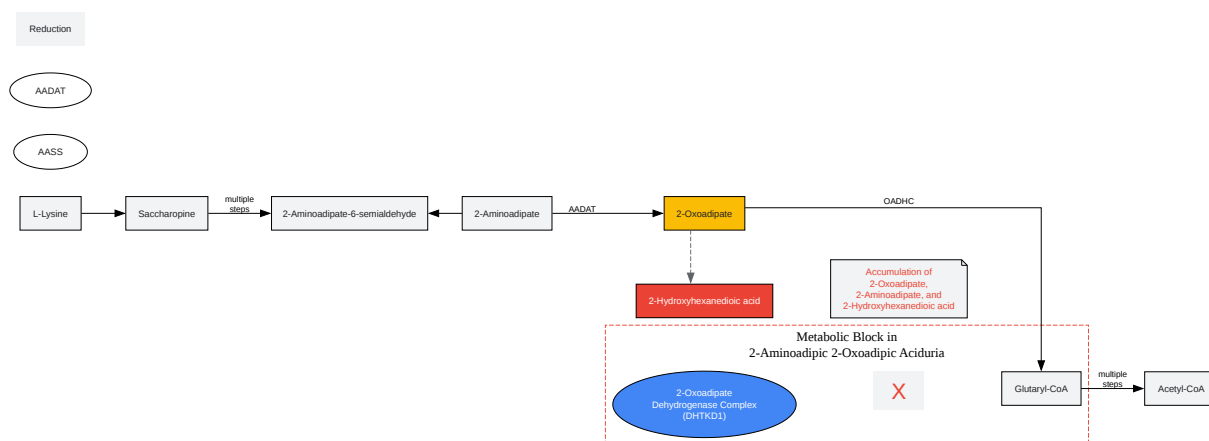 Reduction
AADAT
AASS
L-Lysine
Saccharopine
multiple
steps
2-Aminoadipate-6-semialdehyde
2-Aminoadipate
AADAT
2-Oxoadipate
OADHC
2-Hydroxyhexanedioic acid
Accumulation of
2-Oxoadipate,
2-Aminoadipate, and
2-Hydroxyhexanedioic acid
Metabolic Block in
2-Aminoadipic 2-Oxoadipic Aciduria
2-Oxoadipate
Dehydrogenase Complex
(DHTKD1)
X
Glutaryl-CoA
multiple
steps
Acetyl-CoA